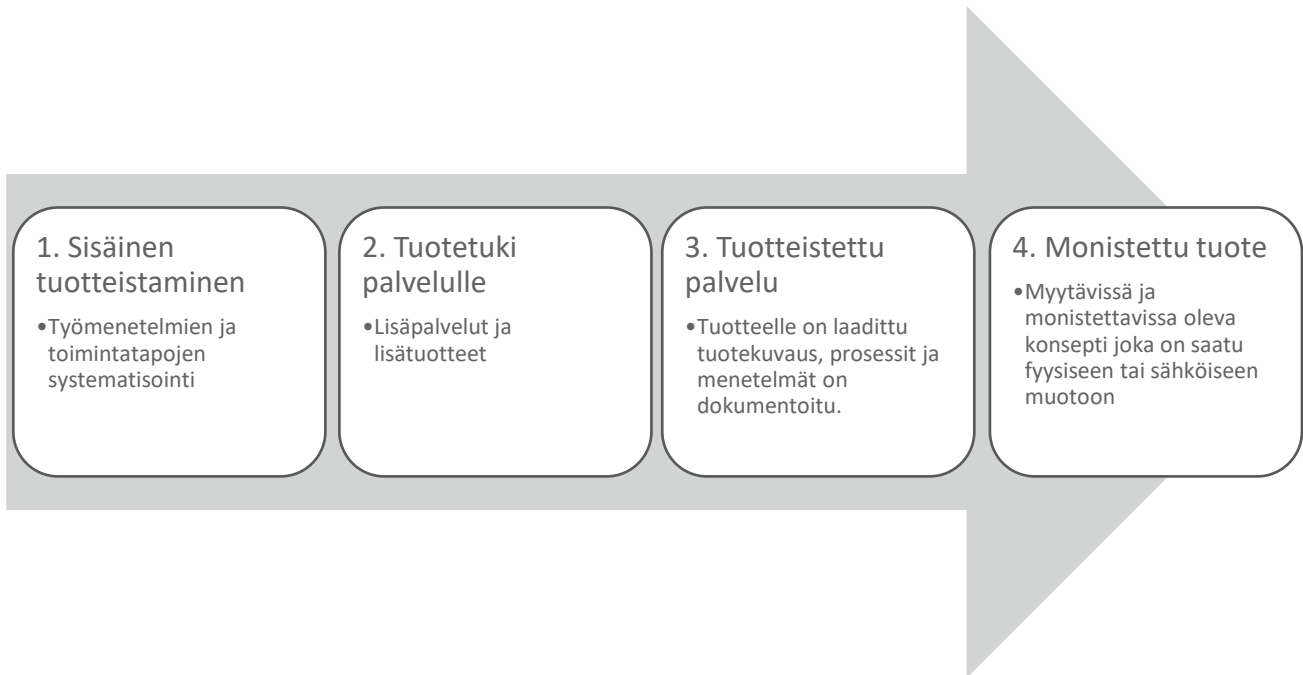 1. Sisäinen
tuotteistaminen
•Työmenetelmien ja
toimintatapojen
systematisointi
2. Tuotetuki
palvelulle
•Lisäpalvelut ja
lisätuotteet
3. Tuotteistettu
palvelu
•Tuotteelle on laadittu
tuotekuvaus, prosessit ja
menetelmät on
dokumentoitu.
4. Monistettu tuote
•Myytävissä ja
monistettavissa oleva
konsepti joka on saatu
fyysiseen tai sähköiseen
muotoon